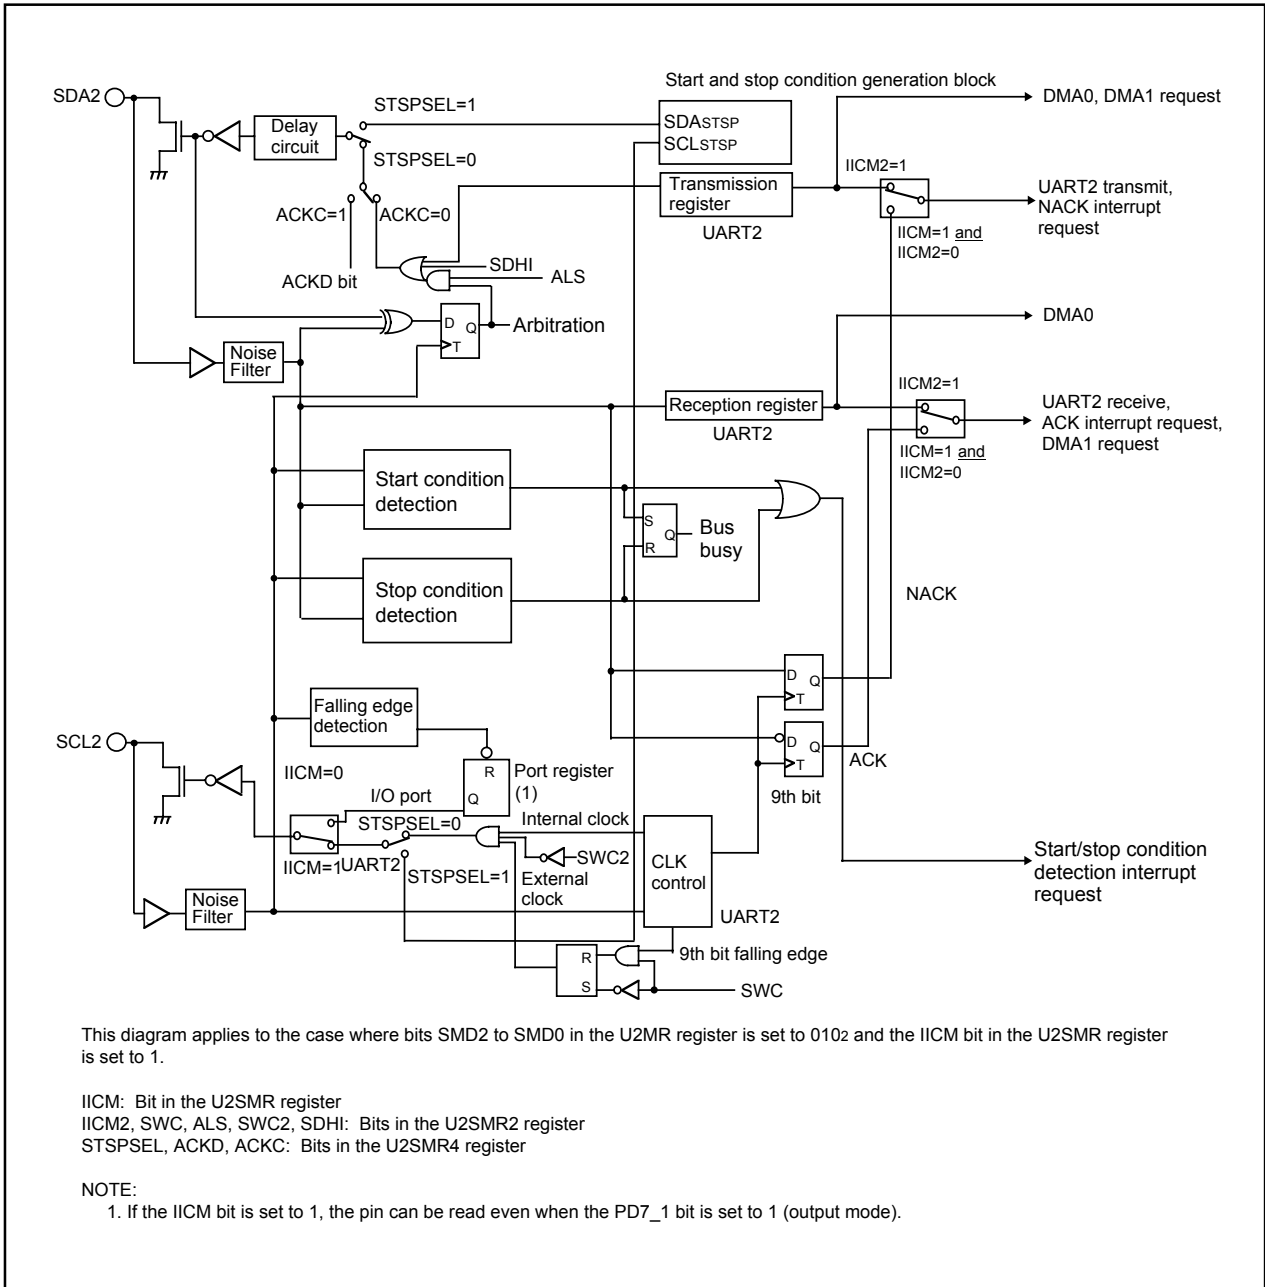 Start and stop condition generation block
SDA2
STSPSEL=1
DMA0, DMA1 request
Delay
circuit
SDASTSP
SCLSTSP
STSPSEL=0
IICM2=1
Transmission
register
UART2 transmit,
NACK interrupt
request
ACKC=1
ACKC=0
UART2
IICM=1 and
IICM2=0
SDHI
ALS
ACKD bit
DMA0
D
Q
T
Arbitration
Noise
Filter
IICM2=1
Reception register
UART2
UART2 receive,
ACK interrupt request,
DMA1 request
IICM=1 and
IICM2=0
Start condition
detection
S
Q
R
Bus
busy
Stop condition
detection
NACK
D
Q
T
Falling edge
detection
SCL2
D
Q
T
ACK
9th bit
IICM=0
R
Q
Port register
(1)
I/O port
STSPSEL=0
Internal clock
IICM=1
UART2
STSPSEL=1
SWC2
External
clock
CLK
control
Start/stop condition
detection interrupt
request
Noise
Filter
UART2
R
S
9th bit falling edge
SWC
This diagram applies to the case where bits SMD2 to SMD0 in the U2MR register is set to 0102 and the IICM bit in the U2SMR register
is set to 1.
IICM: Bit in the U2SMR register
IICM2, SWC, ALS, SWC2, SDHI: Bits in the U2SMR2 register
STSPSEL, ACKD, ACKC: Bits in the U2SMR4 register
NOTE:
1. If the IICM bit is set to 1, the pin can be read even when the PD7_1 bit is set to 1 (output mode).